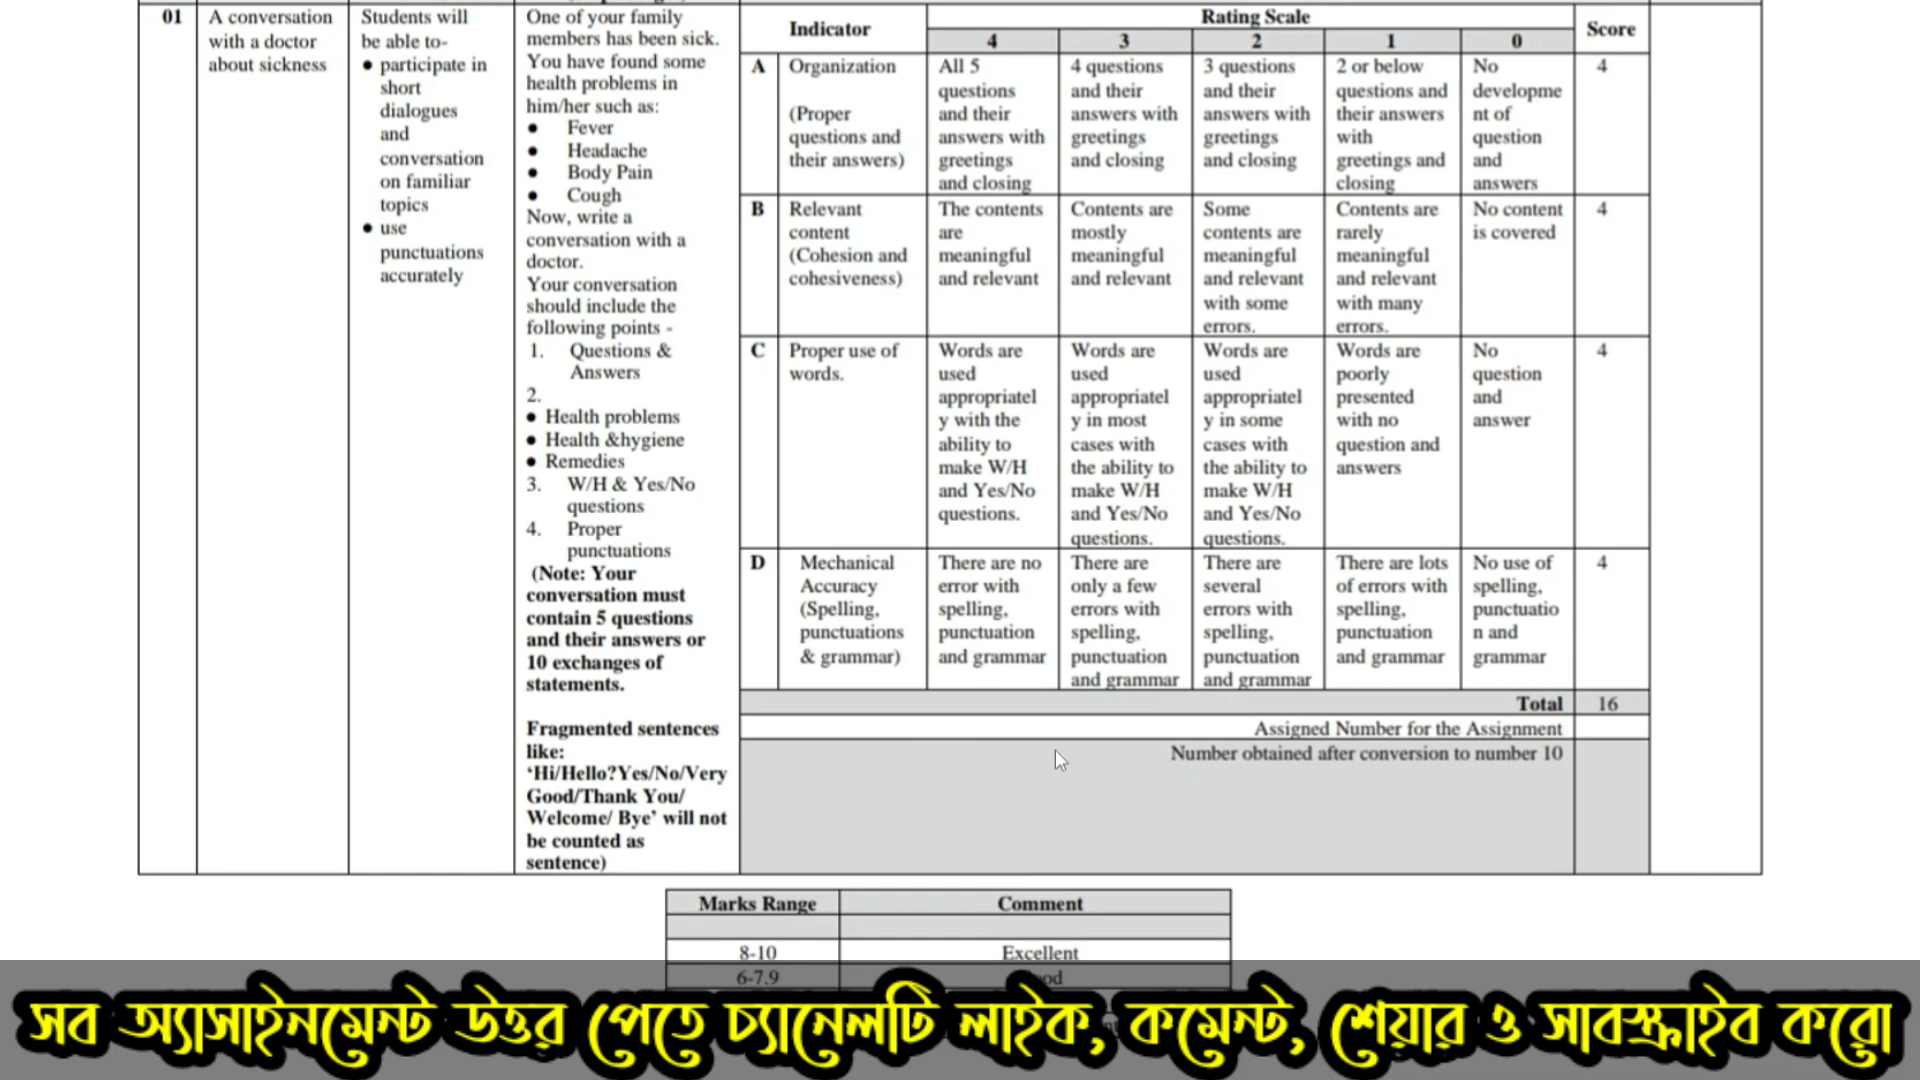 01
A conversation
with a doctor
about sickness
Students will
be able to-
● participate in
short
dialogues
and
conversation
on familiar
topics
● use
punctuations
accurately
One of your family
members has been sick.
You have found some
health problems in
him/her such as:
● Fever
● Headache
● Body Pain
● Cough
Now, write a
conversation with a
doctor.
Your conversation
should include the
following points -
1. Questions &
Answers
2.
● Health problems
● Health &hygiene
● Remedies
3. W/H & Yes/No
questions
4. Proper
punctuations
(Note: Your
conversation must
contain 5 questions
and their answers or
10 exchanges of
statements.
Fragmented sentences
like:
‘Hi/Hello?Yes/No/Very
Good/Thank You/
Welcome/ Bye’ will not
be counted as
sentence)
Indicator
Rating Scale
Score
4
3
2
1
0
A
Organization
(Proper
questions and
their answers)
All 5
questions
and their
answers with
greetings
and closing
4 questions
and their
answers with
greetings
and closing
3 questions
and their
answers with
greetings
and closing
2 or below
questions and
their answers
with
greetings and
closing
No
developme
nt of
question
and
answers
4
B
Relevant
content
(Cohesion and
cohesiveness)
The contents
are
meaningful
and relevant
Contents are
mostly
meaningful
and relevant
Some
contents are
meaningful
and relevant
with some
errors.
Contents are
rarely
meaningful
and relevant
with many
errors.
No content
is covered
4
C
Proper use of
words.
Words are
used
appropriatel
y with the
ability to
make W/H
and Yes/No
questions.
Words are
used
appropriatel
y in most
cases with
the ability to
make W/H
and Yes/No
questions.
Words are
used
appropriatel
y in some
cases with
the ability to
make W/H
and Yes/No
questions.
Words are
poorly
presented
with no
question and
answers
No
question
and
answer
4
D
Mechanical
Accuracy
(Spelling,
punctuations
& grammar)
There are no
error with
spelling,
punctuation
and grammar
There are
only a few
errors with
spelling,
punctuation
and grammar
There are
several
errors with
spelling,
punctuation
and grammar
There are lots
of errors with
spelling,
punctuation
and grammar
No use of
spelling,
punctuatio
n and
grammar
4
Total 16
Assigned Number for the Assignment
Number obtained after conversion to number 10
Marks Range Comment
8-10 Excellent
6-7.9
সব অ্যাসাইনমেন্ট উত্তর পেতে চ্যানেলটি লাইক, কমেন্ট, শেয়ার ও সাবস্ক্রাইব করো